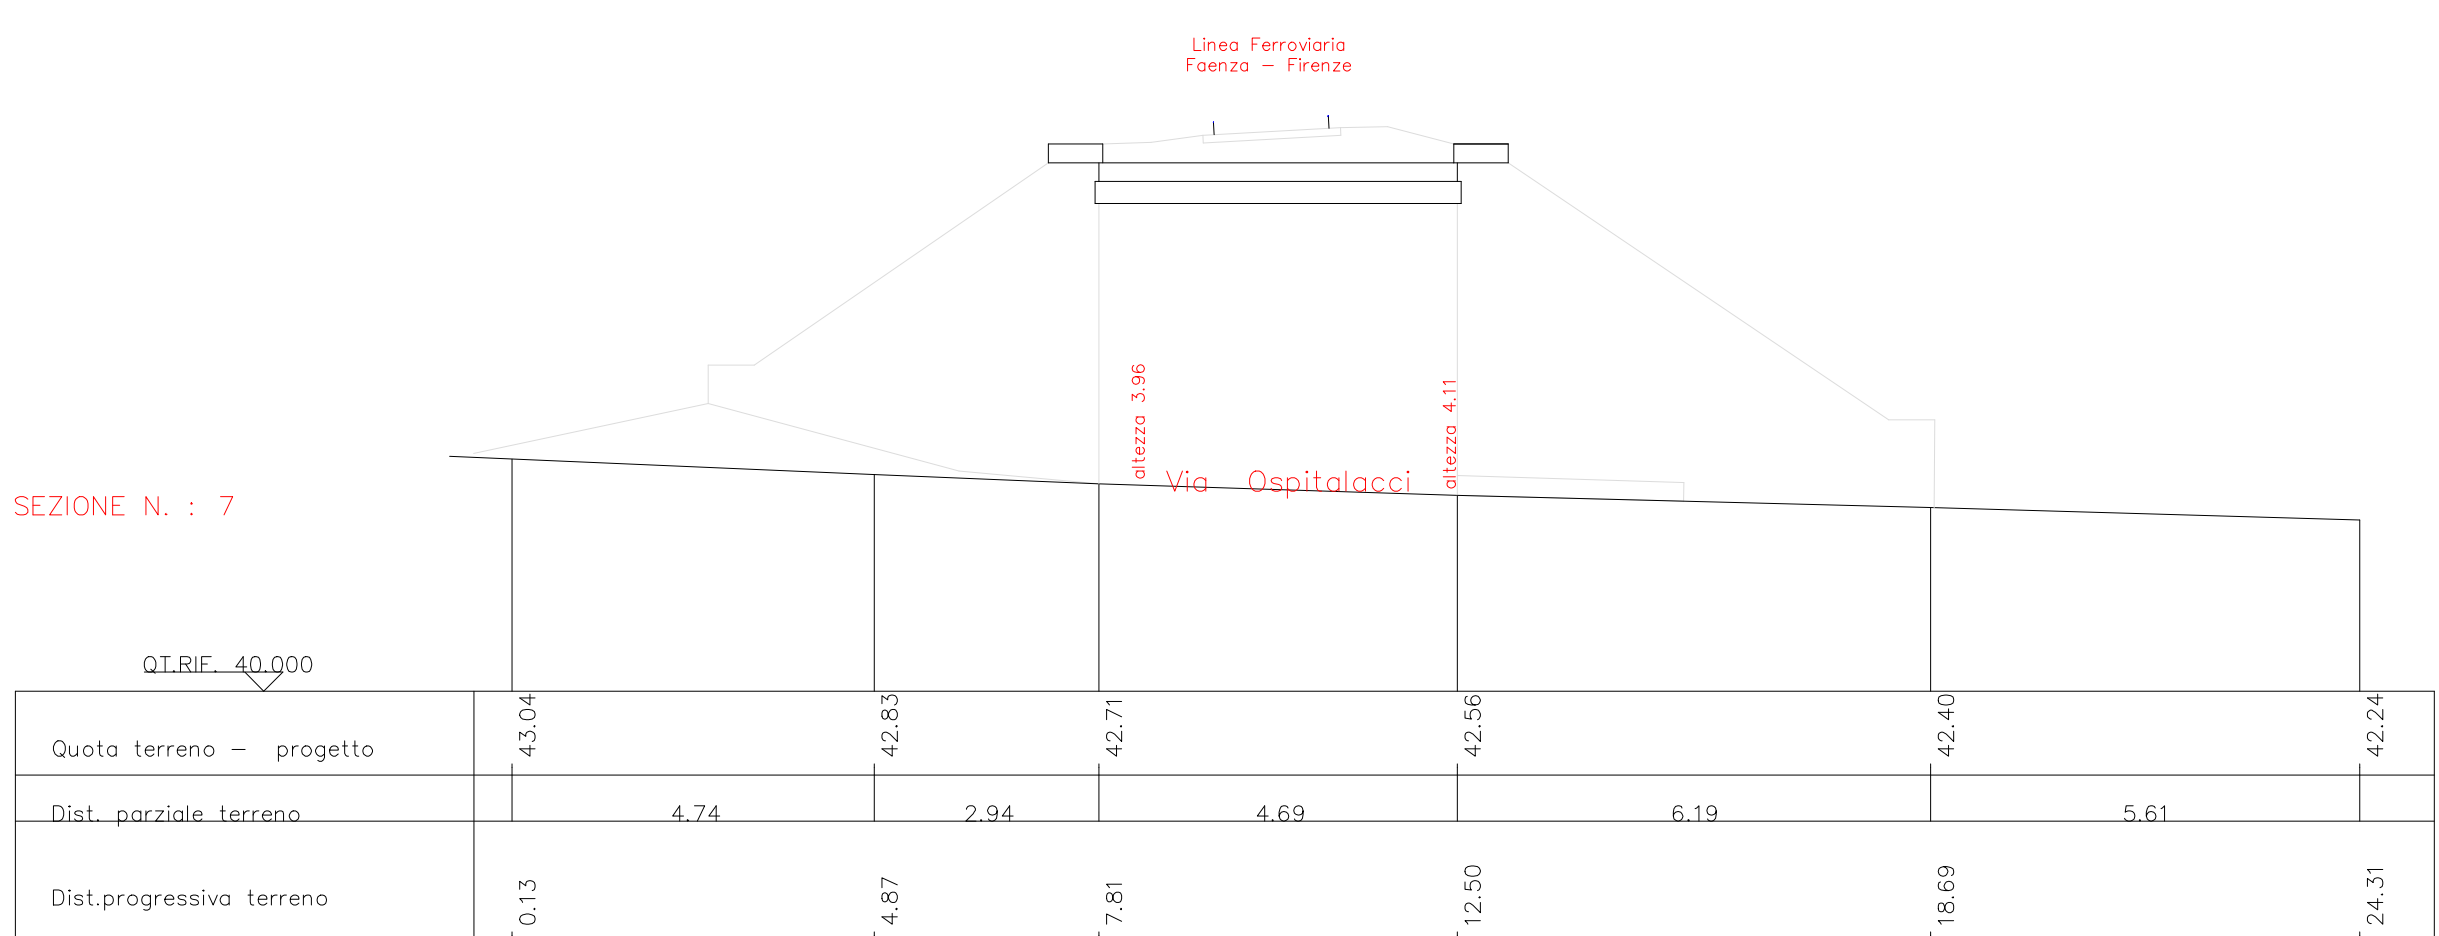 Linea Ferroviaria
Faenza – Firenze
altezza 3.96
altezza 4.11
Via Ospitalacci
SEZIONE N. : 7
QT.RIF. 40.000
Quota terreno – progetto
43.04
42.83
42.71
42.56
42.40
42.24
Dist. parziale terreno
4.74
2.94
4.69
6.19
5.61
Dist.progressiva terreno
0.13
4.87
7.81
12.50
18.69
24.31